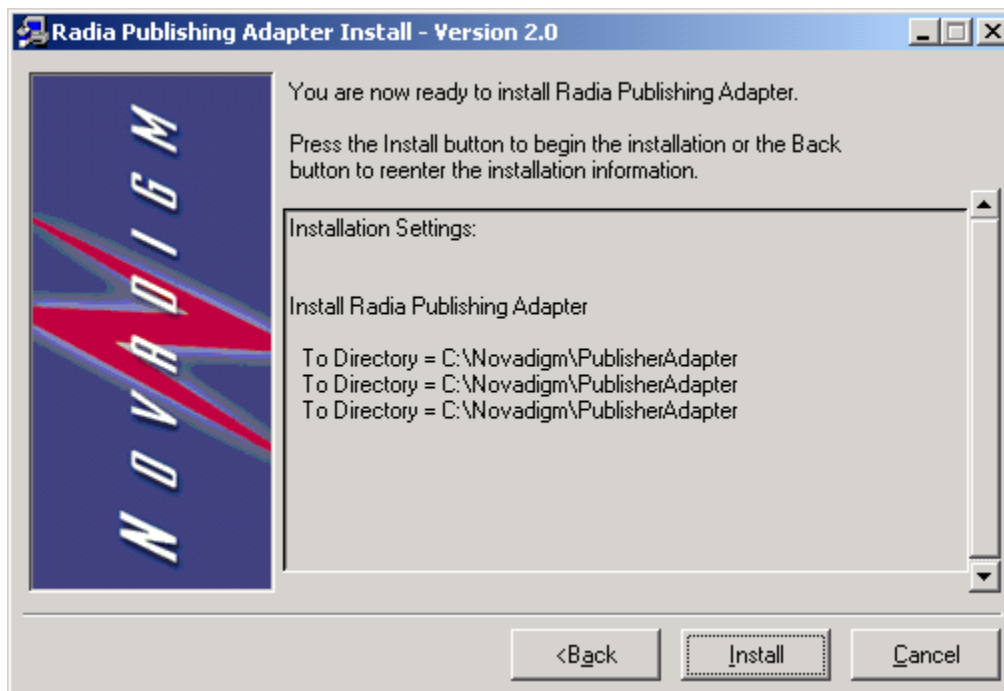 Radia Publishing Adapter Install - Version 2.0
NOVADIGM
You are now ready to install Radia Publishing Adapter.
Press the Install button to begin the installation or the Back
button to reenter the installation information.
Installation Settings:
Install Radia Publishing Adapter
To Directory = C:\Novadigm\PublisherAdapter
To Directory = C:\Novadigm\PublisherAdapter
To Directory = C:\Novadigm\PublisherAdapter
<Back
Install
Cancel